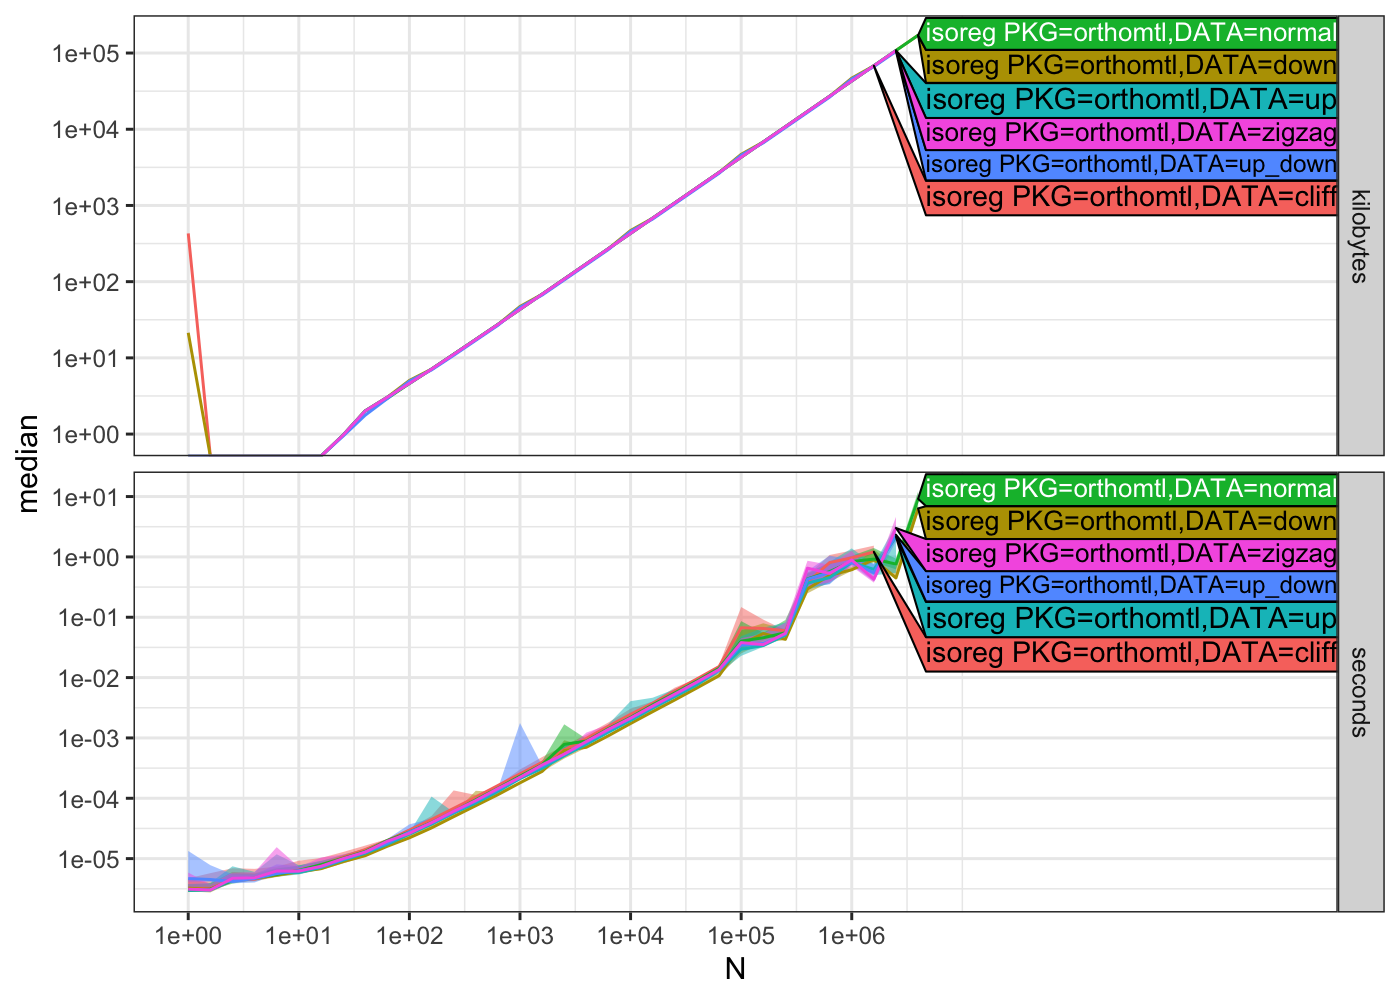 median
1e+05
1e+04
1e+03
1e+02
1e+01
1e+00
isoreg PKG=orthomtl,DATA=normal
isoreg PKG=orthomtl,DATA=down
isoreg PKG=orthomtl,DATA=up
isoreg PKG=orthomtl,DATA=zigzag
isoreg PKG=orthomtl,DATA=up_down
isoreg PKG=orthomtl,DATA=cliff
kilobytes
1e+01
1e+00
1e-01
1e-02
1e-03
1e-04
1e-05
isoreg PKG=orthomtl,DATA=normal
isoreg PKG=orthomtl,DATA=down
isoreg PKG=orthomtl,DATA=zigzag
isoreg PKG=orthomtl,DATA=up_down
isoreg PKG=orthomtl,DATA=up
isoreg PKG=orthomtl,DATA=cliff
seconds
1e+00 1e+01 1e+02 1e+03 1e+04 1e+05 1e+06
N